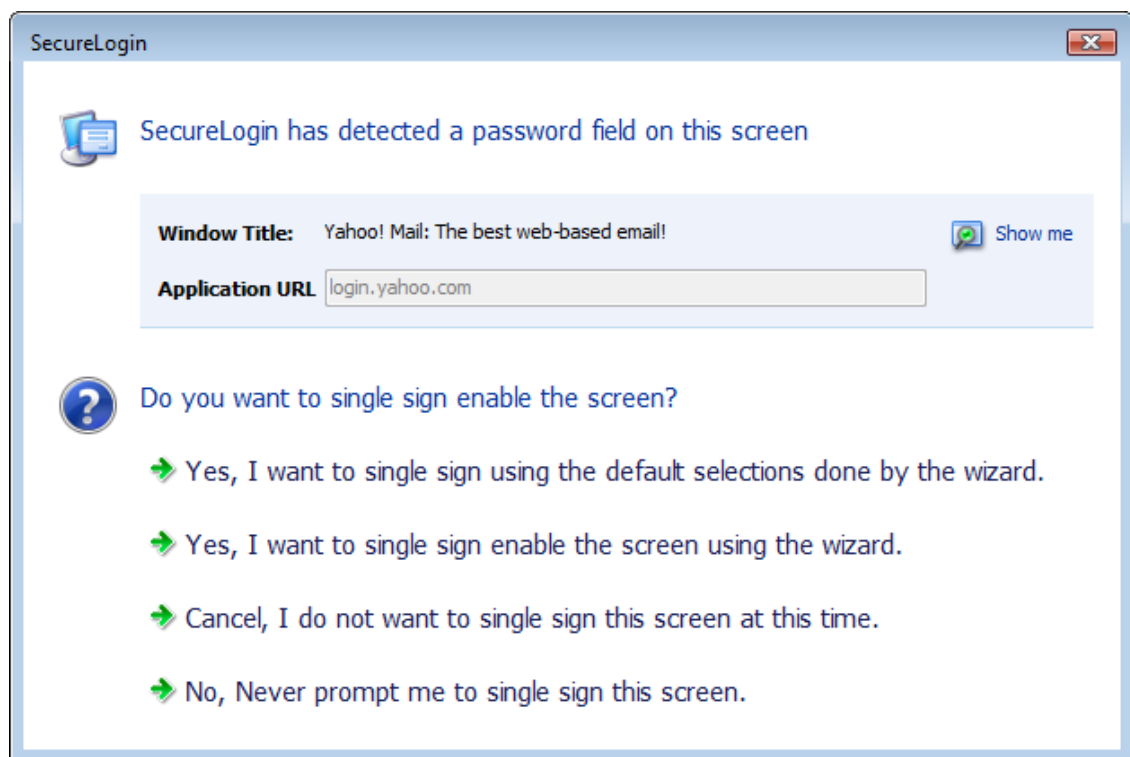 SecureLogin
SecureLogin has detected a password field on this screen
Window Title: Yahoo! Mail: The best web-based email! Show me
Application URL login.yahoo.com
Do you want to single sign enable the screen?
Yes, I want to single sign using the default selections done by the wizard.
Yes, I want to single sign enable the screen using the wizard.
Cancel, I do not want to single sign this screen at this time.
No, Never prompt me to single sign this screen.